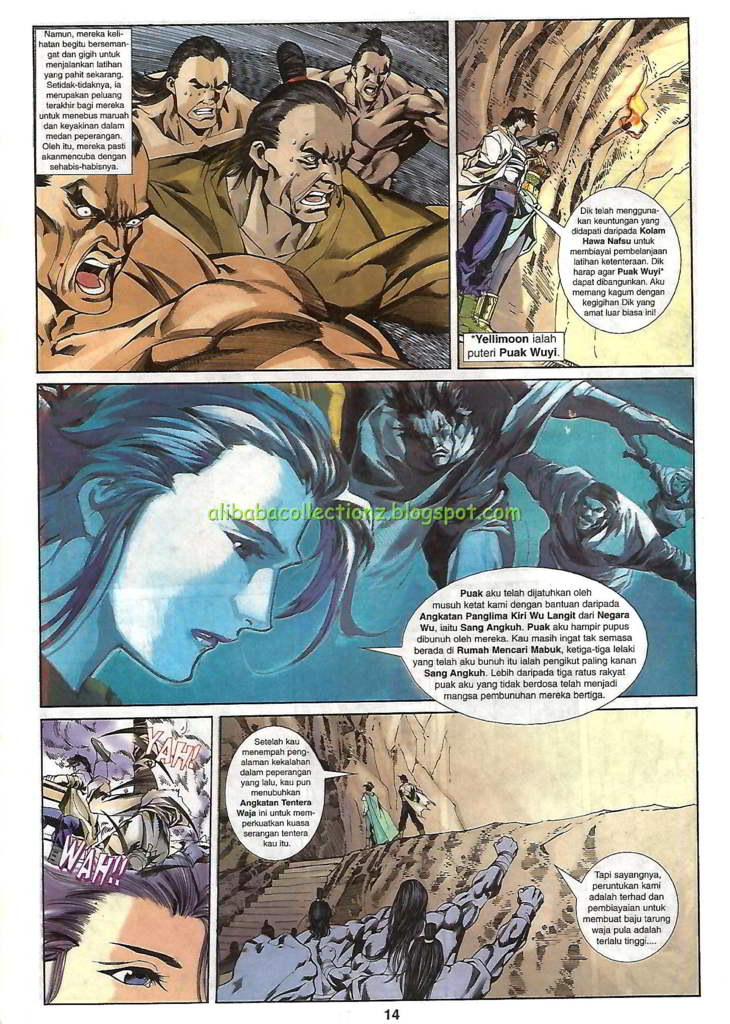 Namun, mereka keli-
hatan begitu berseman-
gat dan gigih untuk
menjalankan latihan
yang pahit sekarang.
Setidak-tidaknya, ia
merupakan peluang
terakhir bagi mereka
untuk menebus maruah
dan keyakinan dalam
medan peperangan.
Oleh itu, mereka pasti
akanmencuba dengan
sehabis-habisnya.
Dik telah mengguna-
kan keuntungan yang
didapati daripada Kolam
Hawa Nafsu untuk
membiayai pembelanjaan
latihan ketenteraan. Dik
harap agar Puak Wuyi*
dapat dibangunkan. Aku
memang kagum dengan
kegigihan Dik yang
amat luar biasa ini!
*Yellimoon ialah
puteri Puak Wuyi.
alibabacollectionz.blogspot.com
Puak aku telah dijatuhkan oleh
musuh ketat kami dengan bantuan daripada
Angkatan Panglima Kiri Wu Langit dari Negara
Wu, iaitu Sang Angkuh. Puak aku hampir pupus
dibunuh oleh mereka. Kau masih ingat tak semasa
berada di Rumah Mencari Mabuk, ketiga-tiga lelaki
yang telah aku bunuh itu ialah pengikut paling kanan
Sang Angkuh. Lebih daripada tiga ratus rakyat
puak aku yang tidak berdosa telah menjadi
mangsa pembunuhan mereka bertiga.
KAH!
WAH!!
Setelah kau
menempah peng-
alaman kekalahan
dalam peperangan
yang lalu, kau pun
menubuhkan
Angkatan Tentera
Waja ini untuk mem-
perkuatkan kuasa
serangan tentera
kau itu.
Tapi sayangnya,
peruntukan kami
adalah terhad dan
pembiayaian untuk
membuat baju tarung
waja pula adalah
terlalu tinggi....
14